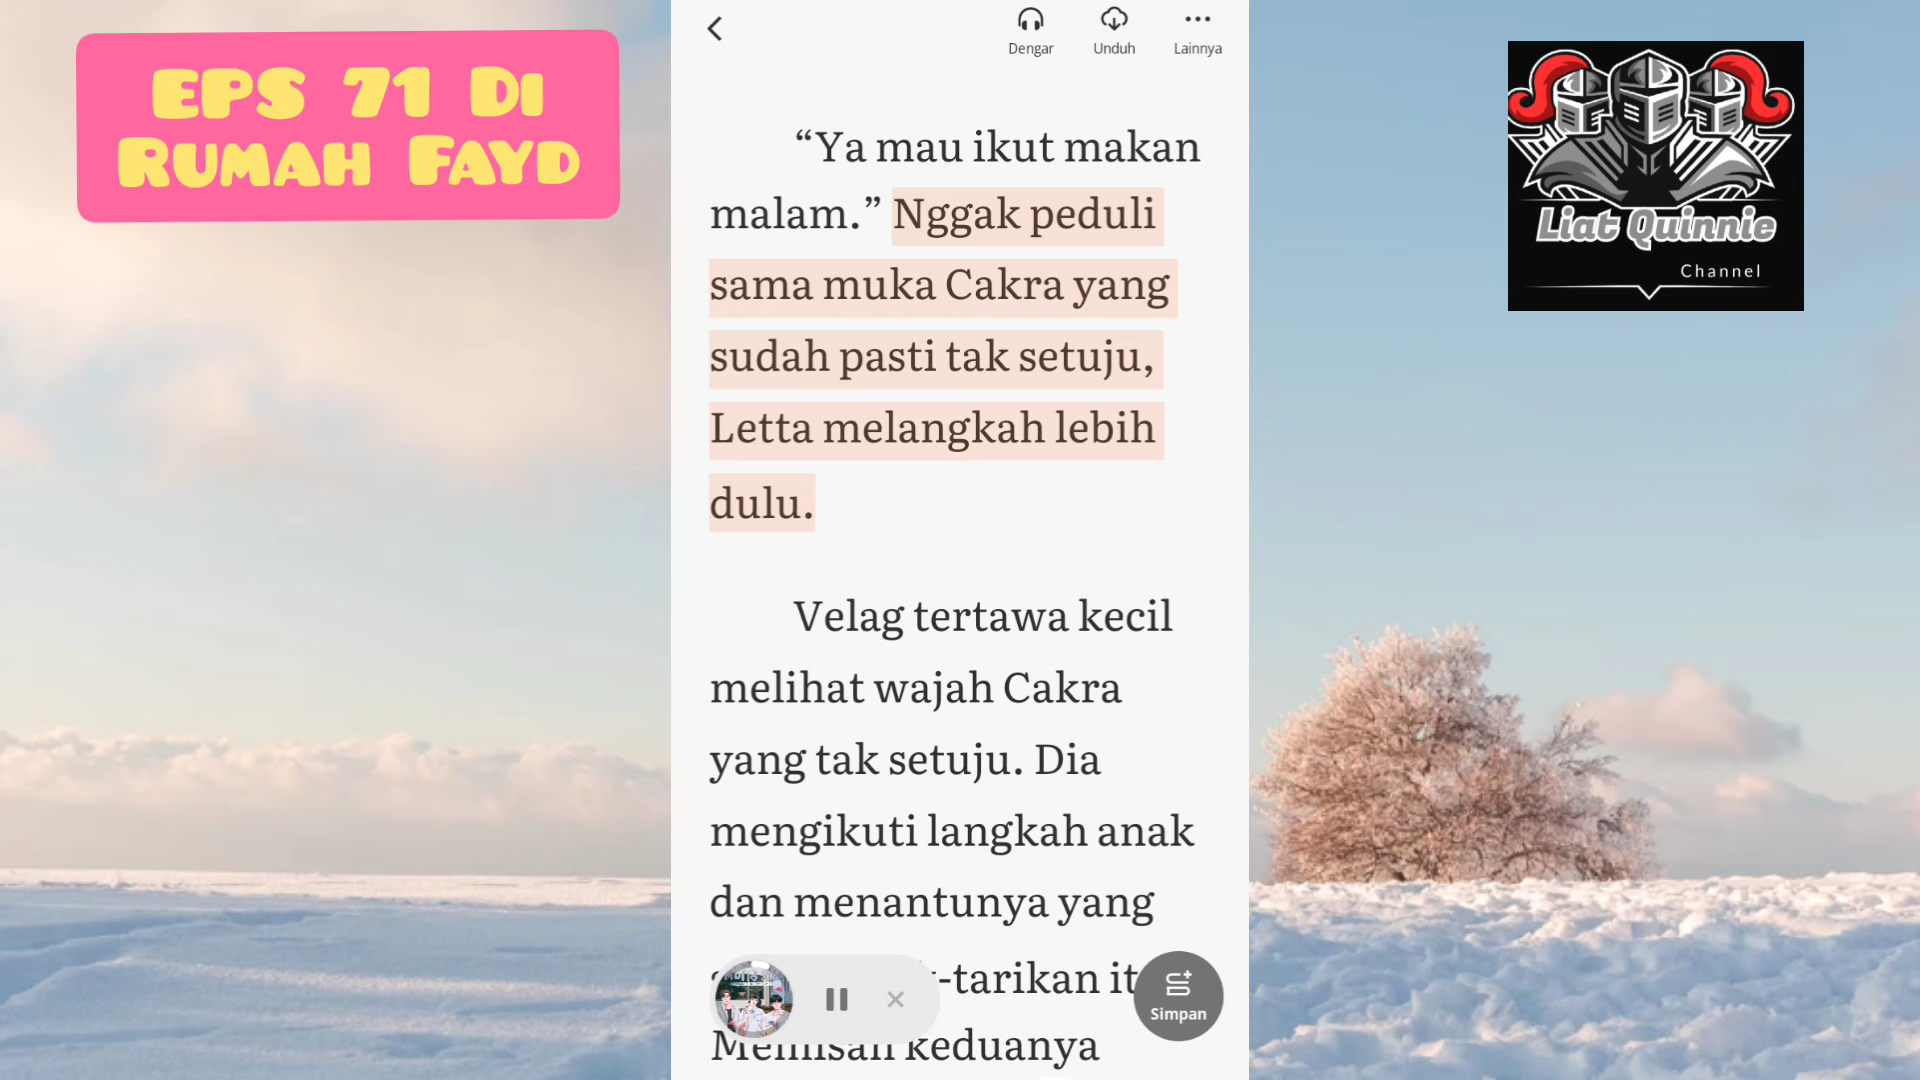 EPS 71 Di
Rumah Fayd
Dengar
Unduh
Lainnya
“Ya mau ikut makan
malam.” Nggak peduli
sama muka Cakra yang
sudah pasti tak setuju,
Letta melangkah lebih
dulu.
Velag tertawa kecil
melihat wajah Cakra
yang tak setuju. Dia
mengikuti langkah anak
dan menantunya yang
-tarikan
keduanya
Simpan
Liat Quinnie
Channel